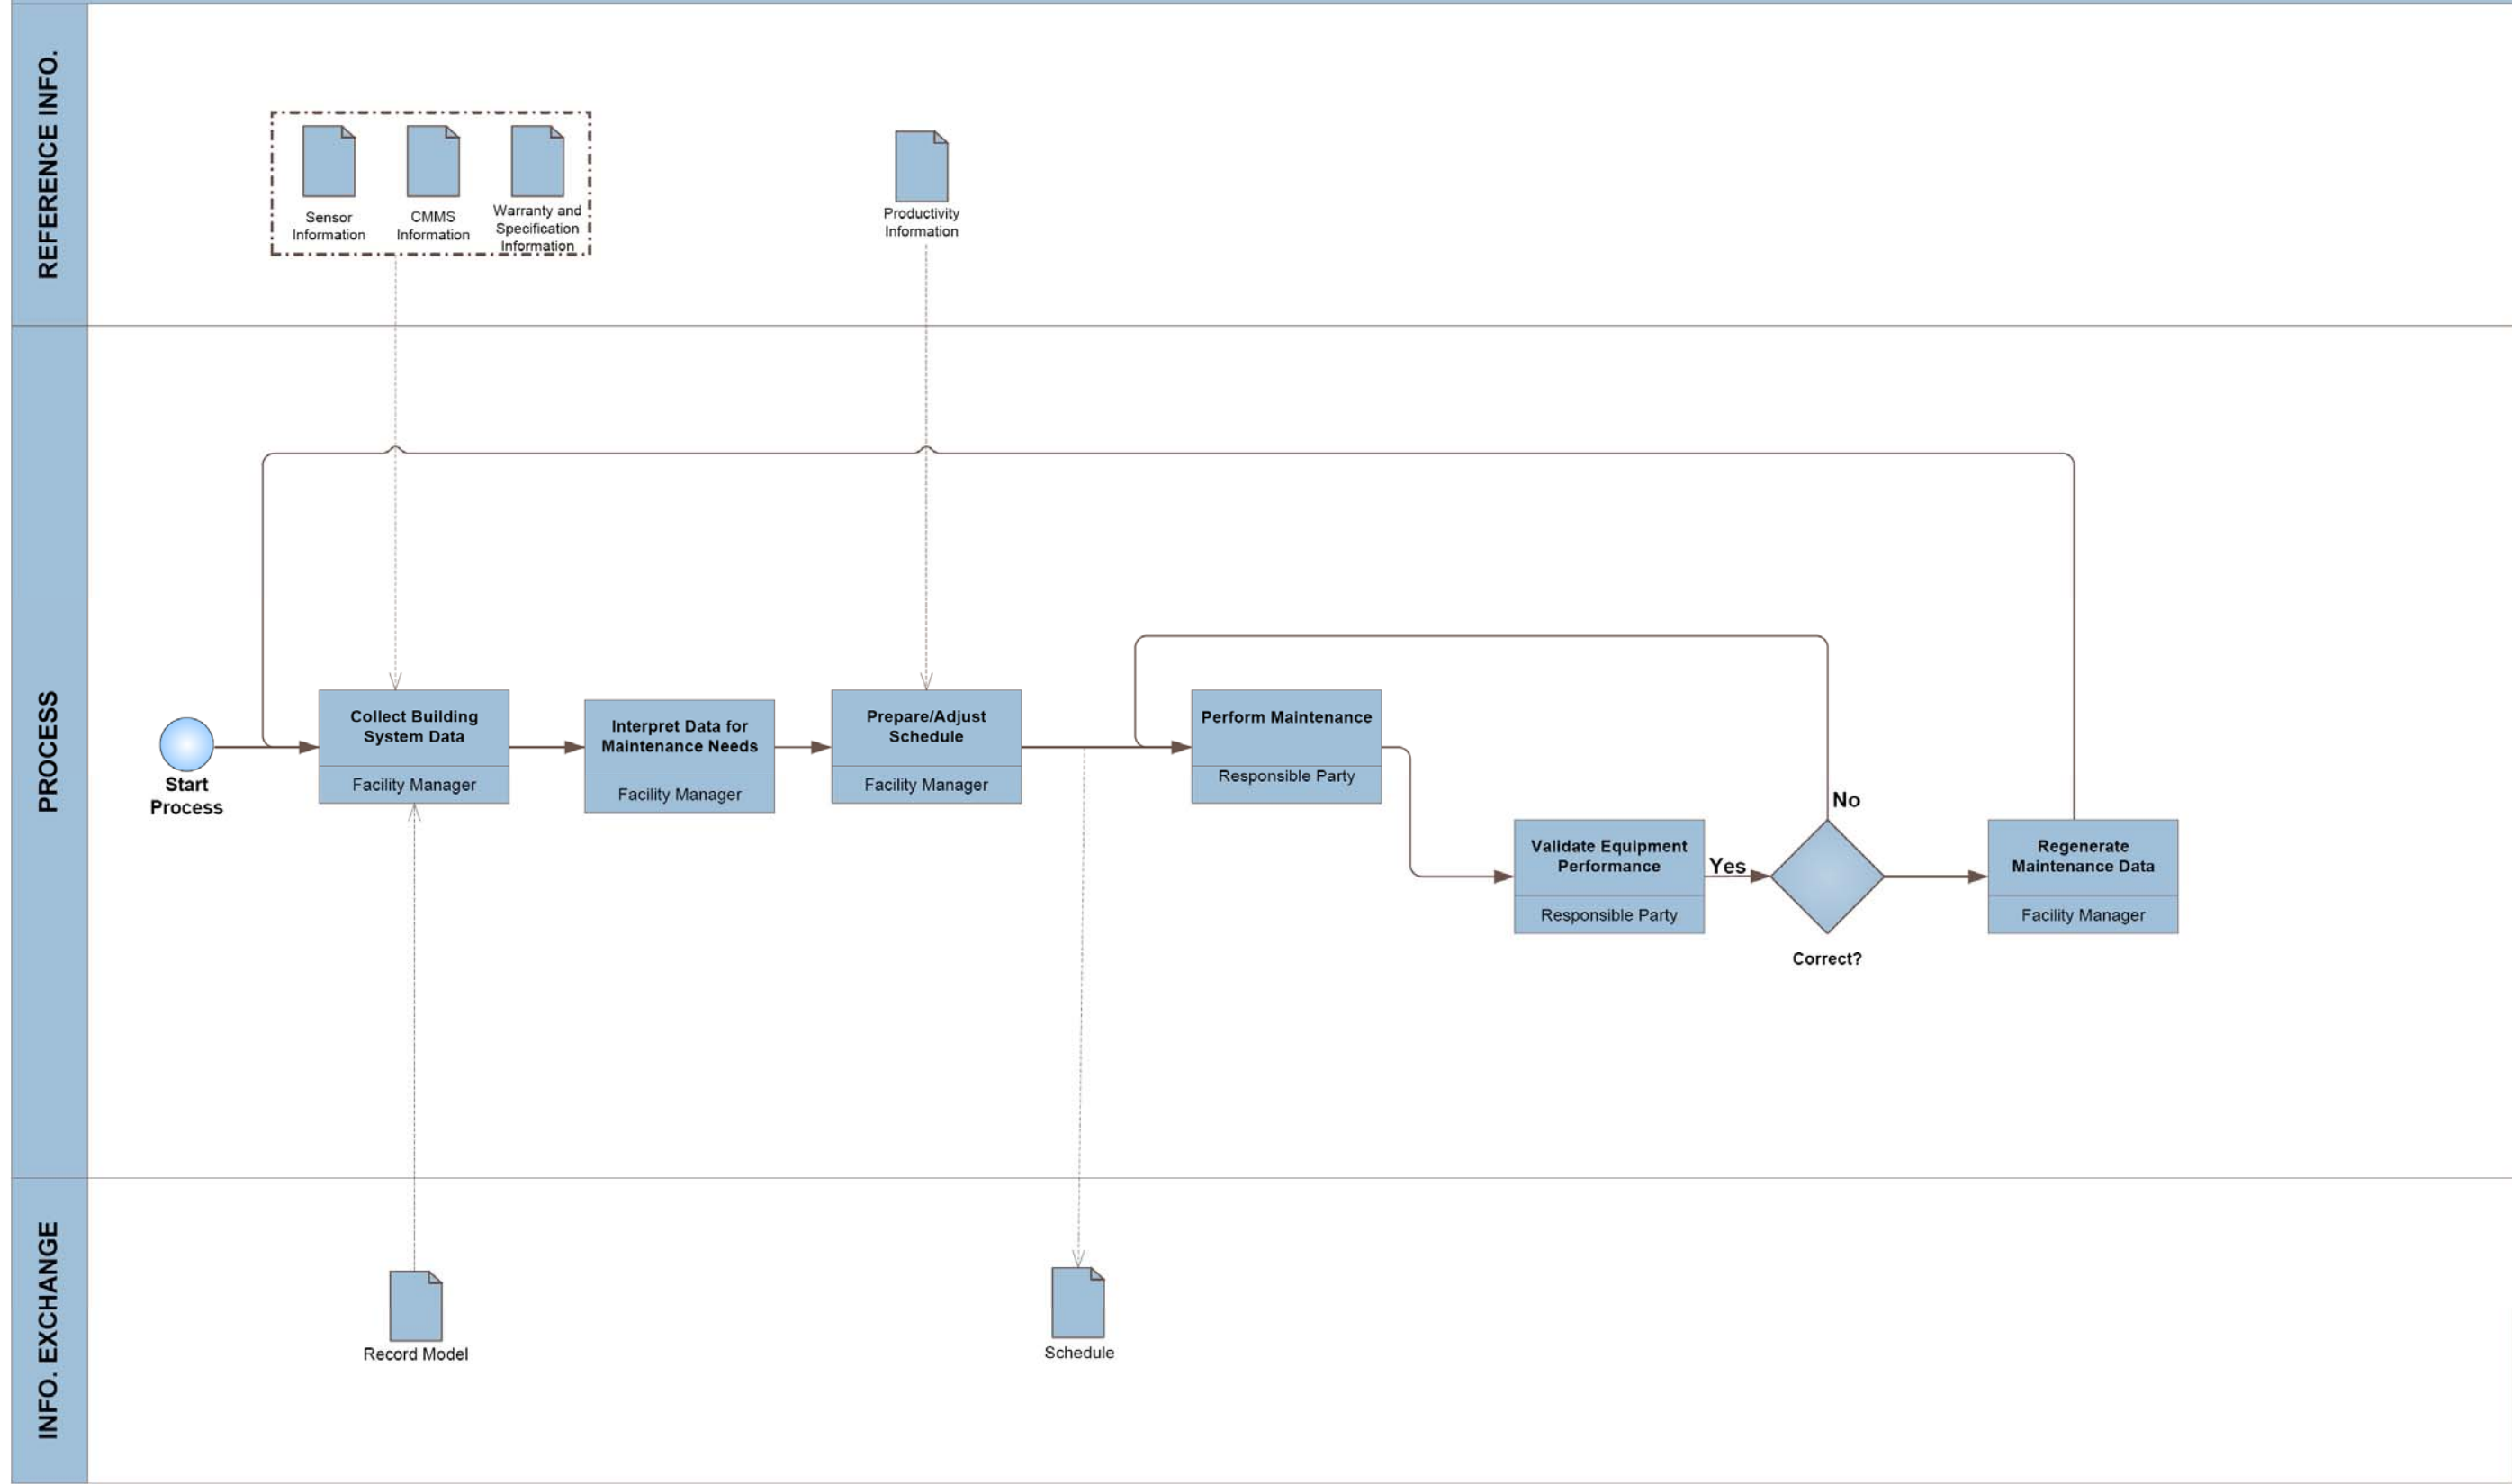 REFERENCE INFO.
Sensor
Information
CMMS
Information
Warranty and
Specification
Information
Productivity
Information
PROCESS
Start
Process
Collect Building
System Data
Facility Manager
Interpret Data for
Maintenance Needs
Facility Manager
Prepare/Adjust
Schedule
Facility Manager
Perform Maintenance
Responsible Party
Validate Equipment
Performance
Responsible Party
Yes
No
Correct?
Regenerate
Maintenance Data
Facility Manager
INFO. EXCHANGE
Record Model
Schedule